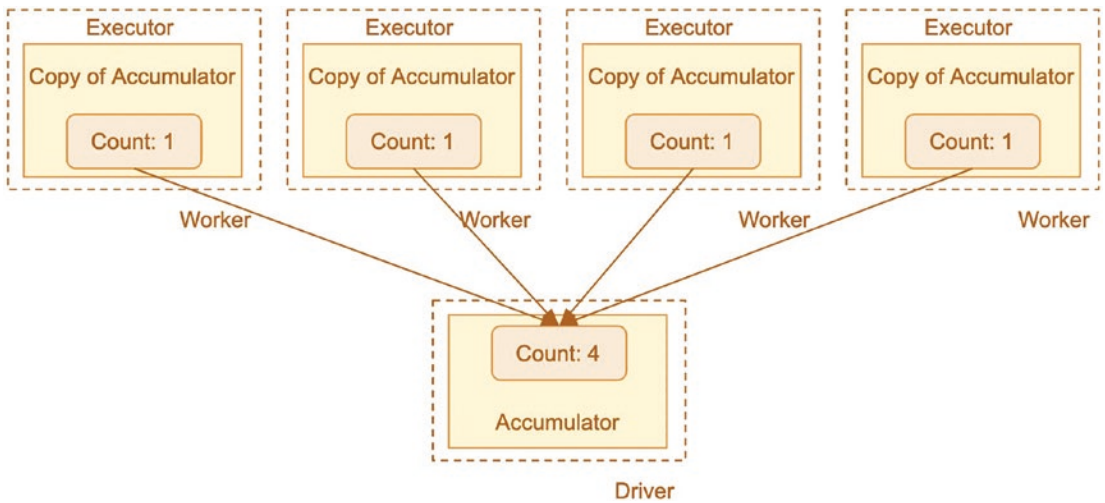 Executor
Executor
Executor
Executor
Copy of Accumulator
Copy of Accumulator
Copy of Accumulator
Copy of Accumulator
Count: 1
Count: 1
Count: 1
Count: 1
Worker
Worker
Worker
Worker
Count: 4
Accumulator
Driver